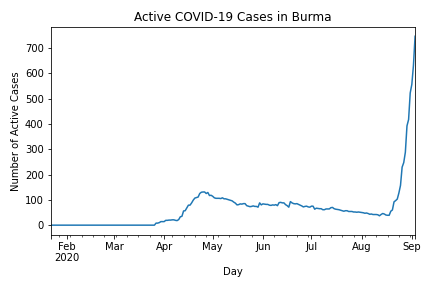 Active COVID-19 Cases in Burma
Number of Active Cases
700
600
500
400
300
200
100
0
Feb Mar Apr May Jun Jul Aug Sep
2020
Day